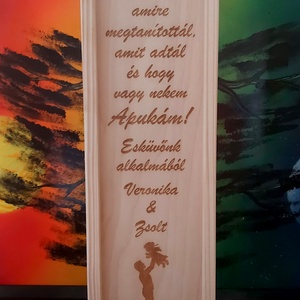 amire
megtanítottál,
amit adtál
és hogy
vagy nekem
Apukám!
Esküvőnk
alkalmából
Veronika
&
Zsolt